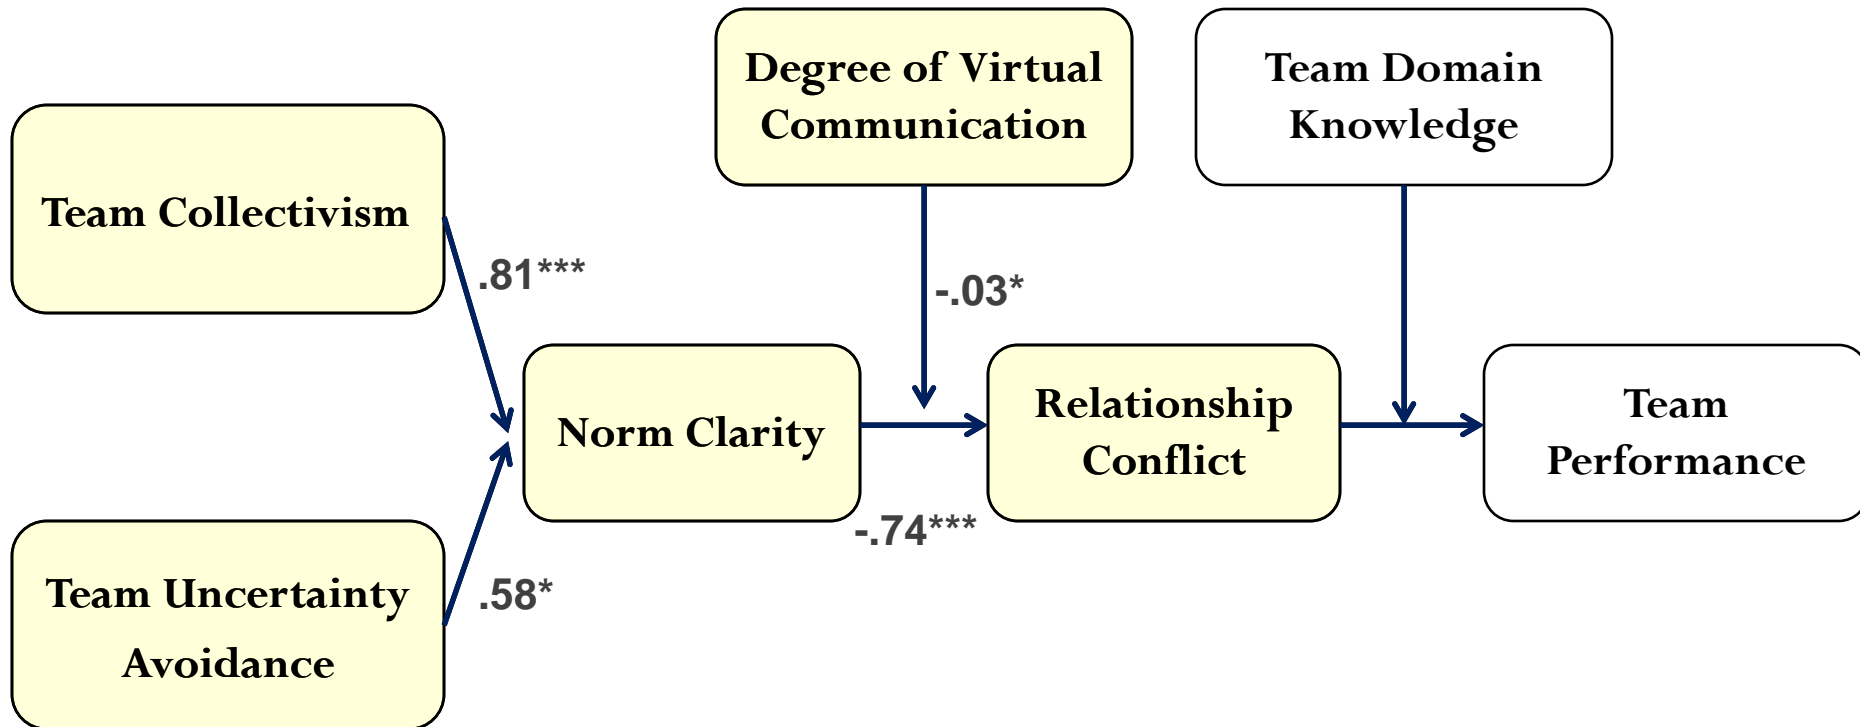 Degree of Virtual
Communication
Team Domain
Knowledge
Team Collectivism
.81***
-.03*
Norm Clarity
Relationship
Conflict
Team
Performance
-.74***
Team Uncertainty
Avoidance
.58*